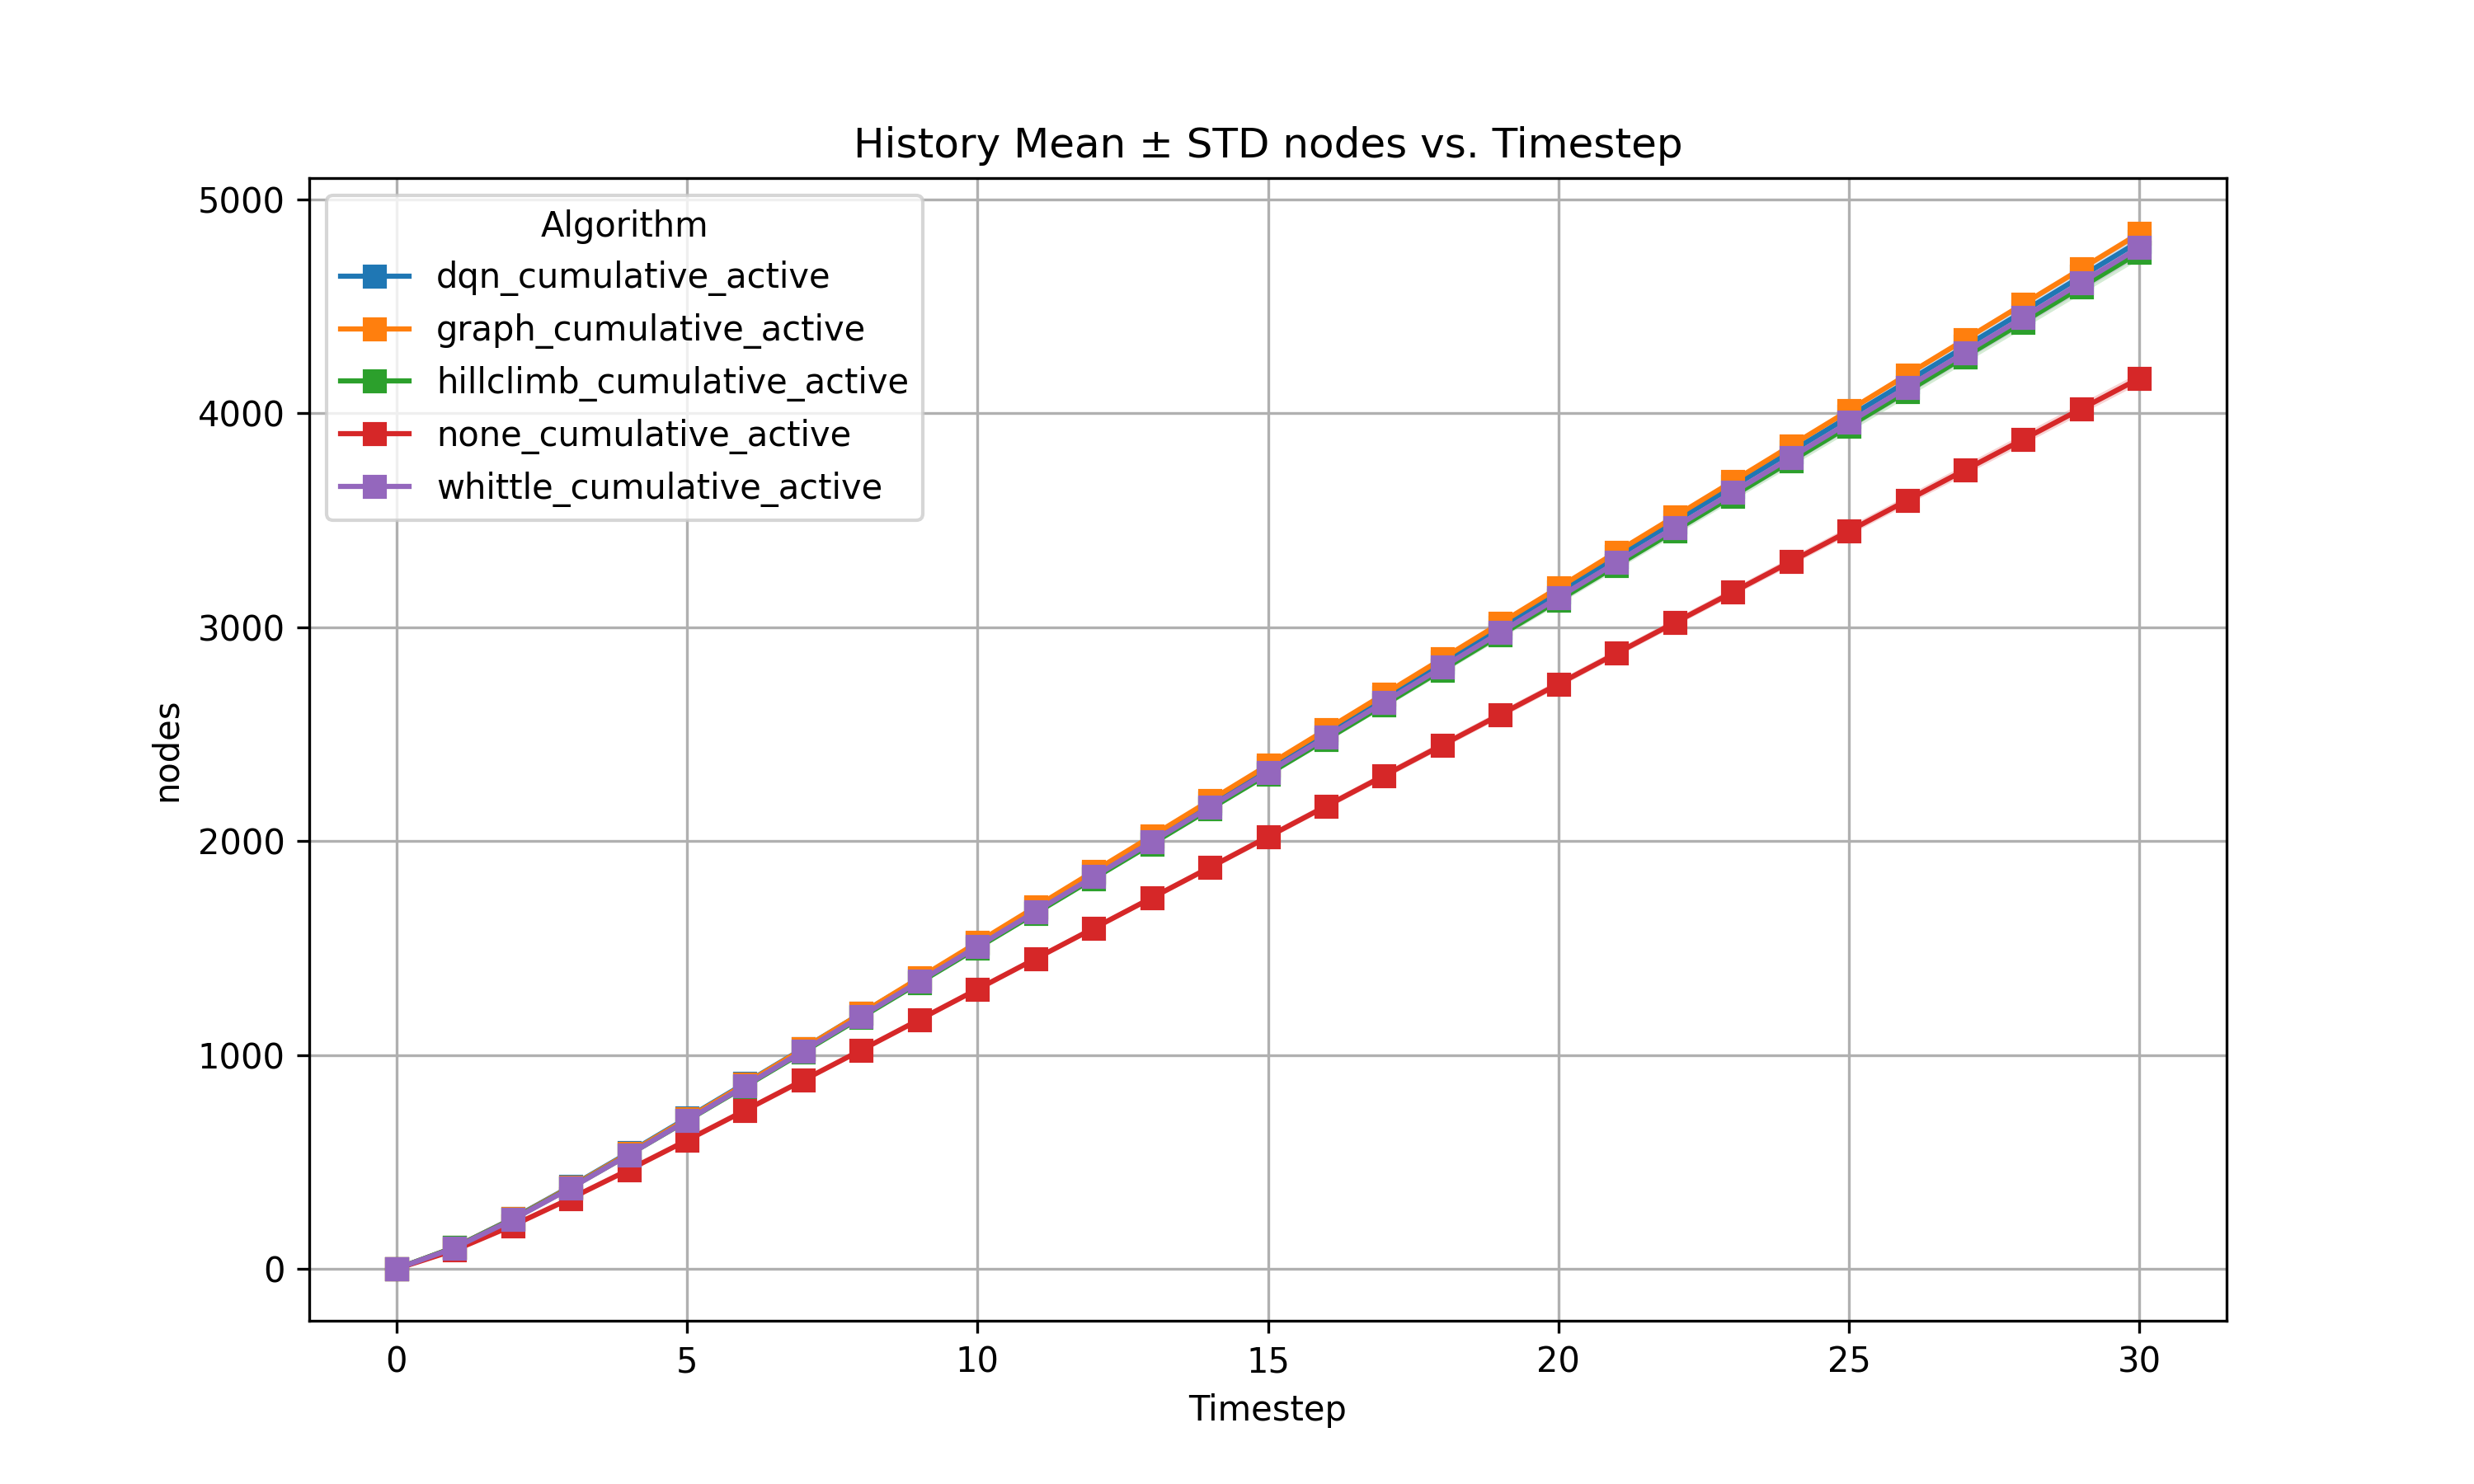 History Mean ± STD nodes vs. Timestep
Algorithm
dqn_cumulative_active
graph_cumulative_active
hillclimb_cumulative_active
none_cumulative_active
whittle_cumulative_active
5000
4000
3000
2000
1000
0
nodes
0 5 10 15 20 25 30
Timestep